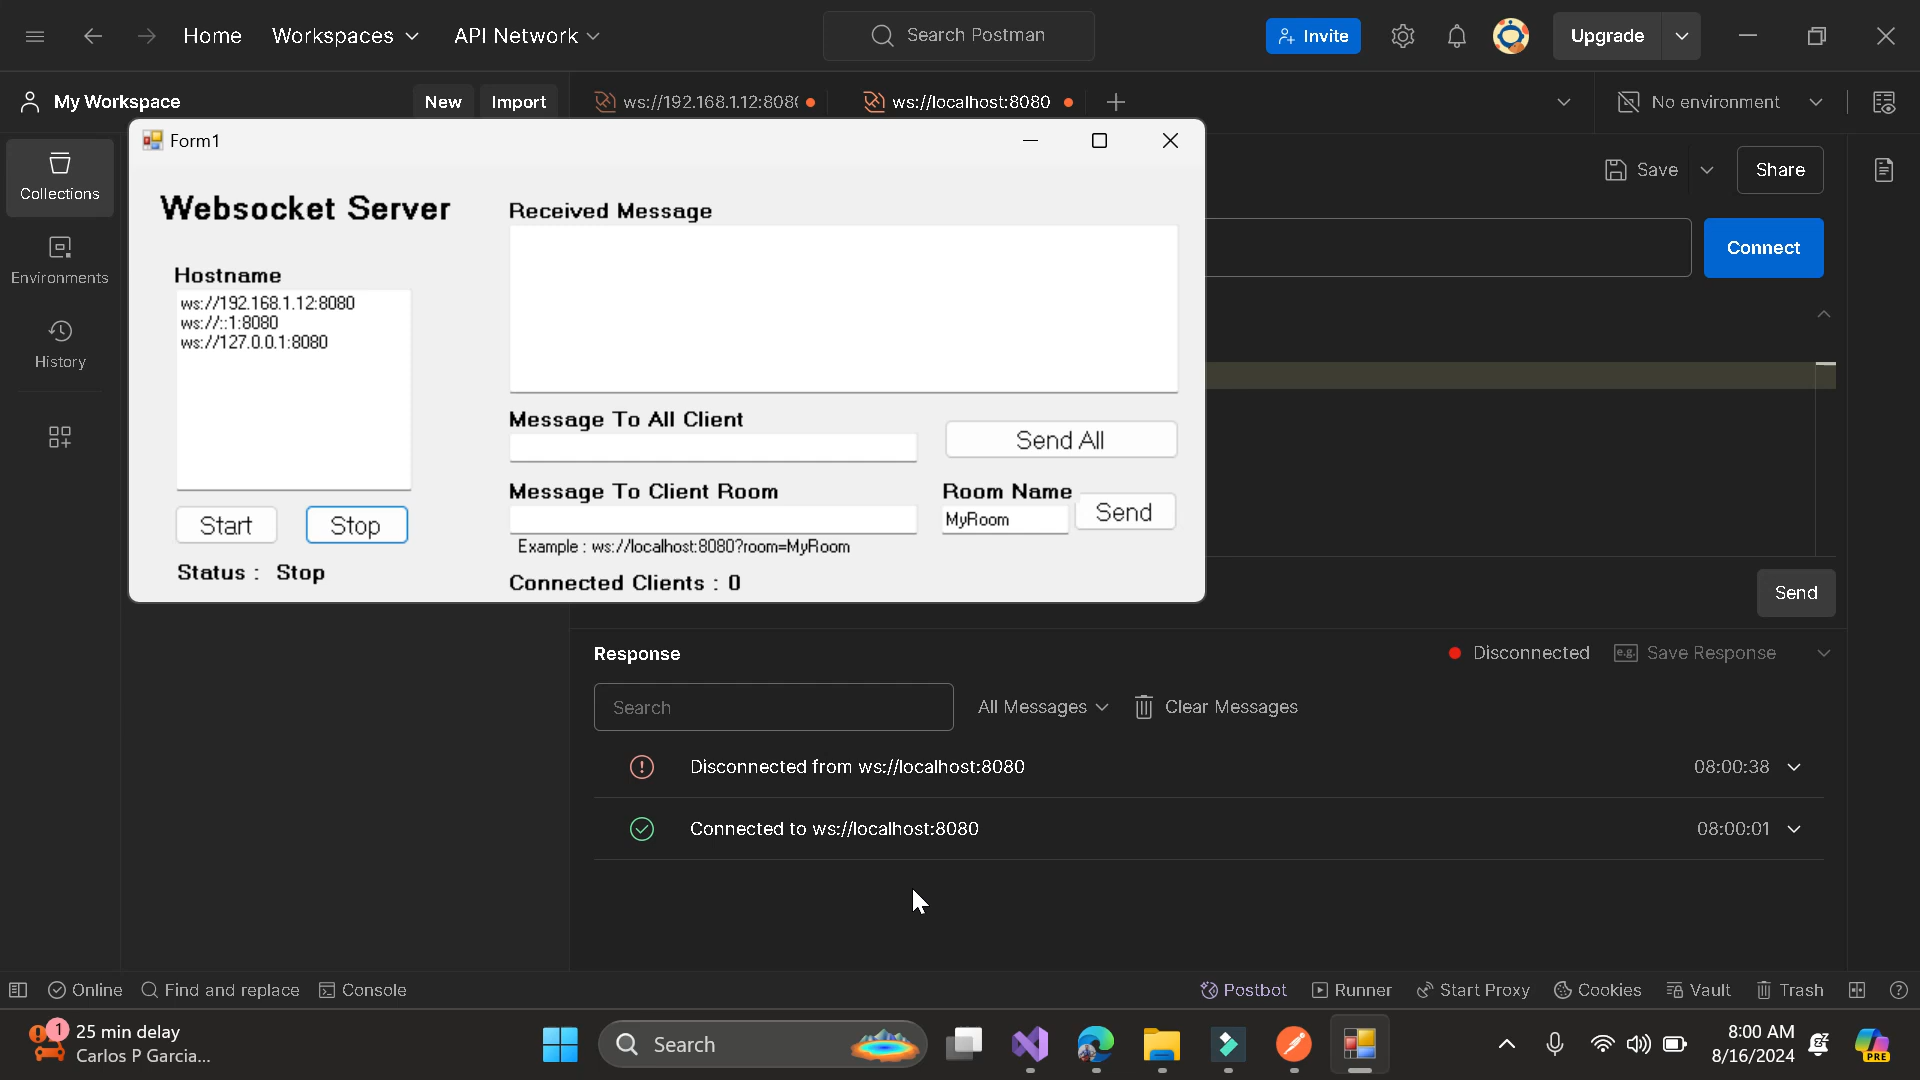 Home
Workspaces
API Network
Search Postman
Invite
Upgrade
My Workspace
New
Import
ws://192.168.1.12:808
ws://localhost:8080
No environment
Form1
Collections
Environments
History
Save
Share
Connect
Websocket Server
Hostname
ws://192.168.1.12:8080
ws://::1:8080
ws://127.0.0.1:8080
Start
Stop
Status : Stop
Received Message
Message To All Client
Send All
Message To Client Room
Room Name
MyRoom
Send
Example : ws://localhost:8080?room=MyRoom
Connected Clients : 0
Send
Response
Disconnected
e.g.
Save Response
Search
All Messages
Clear Messages
Disconnected from ws://localhost:8080
08:00:38
Connected to ws://localhost:8080
08:00:01
Online
Find and replace
Console
Postbot
Runner
Start Proxy
Cookies
Vault
Trash
1
25 min delay
Carlos P Garcia...
Search
8:00 AM
8/16/2024
PRE